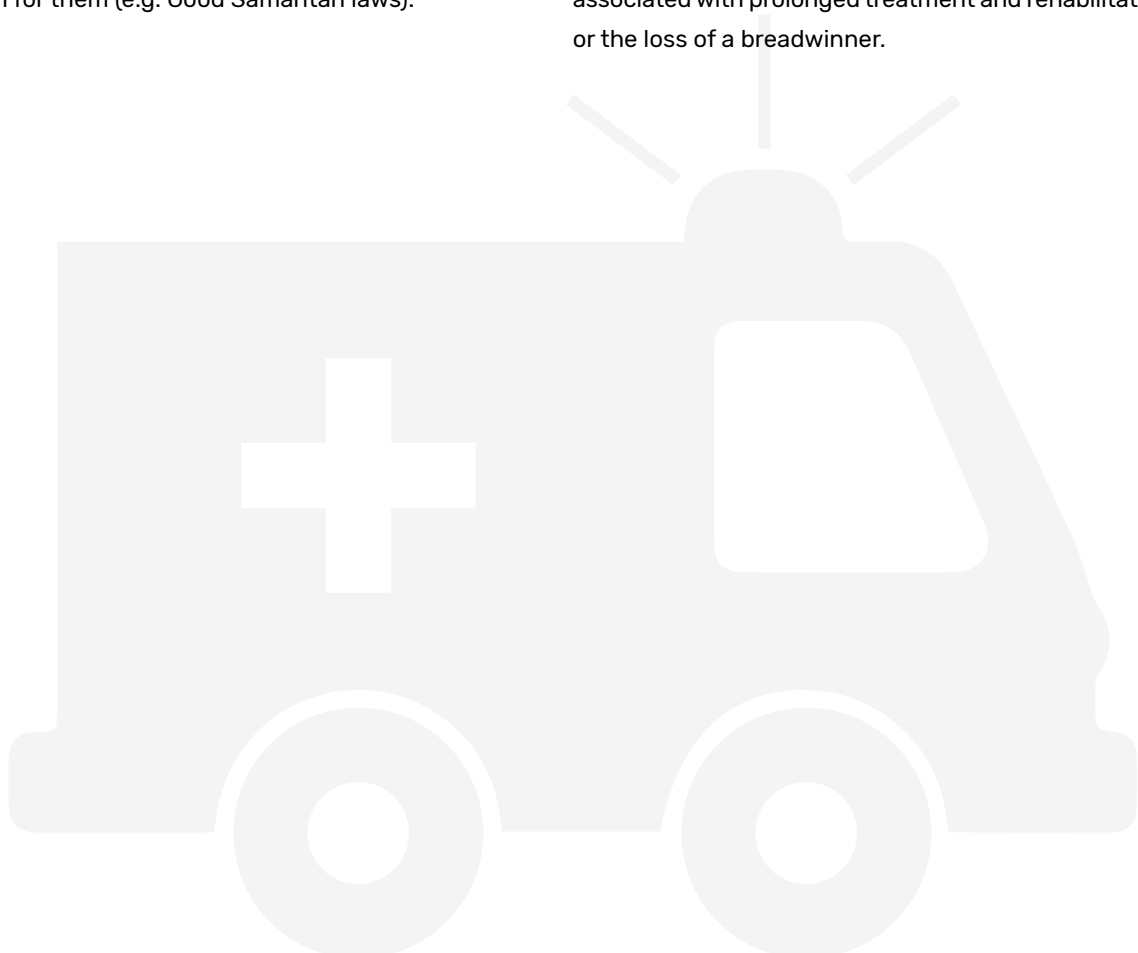 for them (e.g. Good Samaritan laws).
associated with prolonged treatment and rehabilitat
or the loss of a breadwinner.